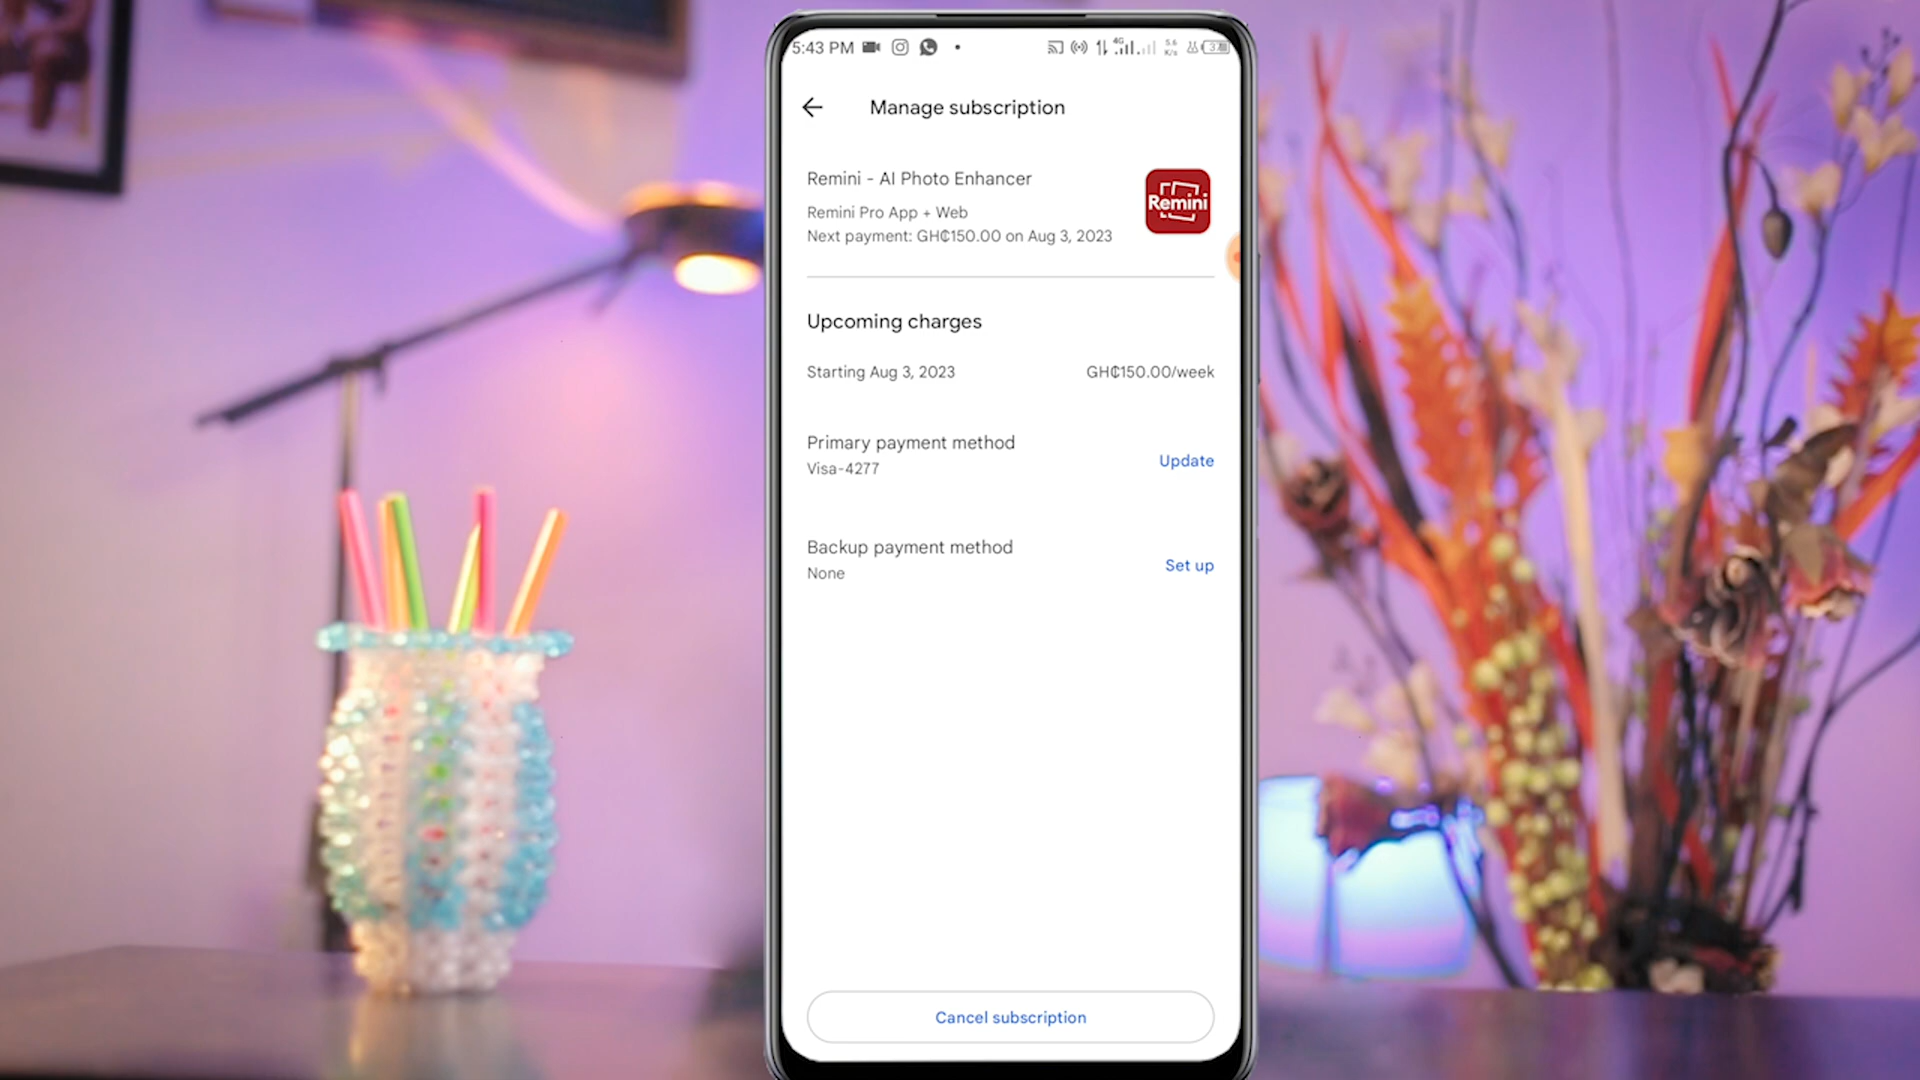 5:43 PM
Manage subscription
Remini - AI Photo Enhancer
Remini
Remini Pro App + Web
Next payment: GH₵150.00 on Aug 3, 2023
Upcoming charges
Starting Aug 3, 2023 GH₵150.00/week
Primary payment method
Visa-4277
Update
Backup payment method
None
Set up
Cancel subscription